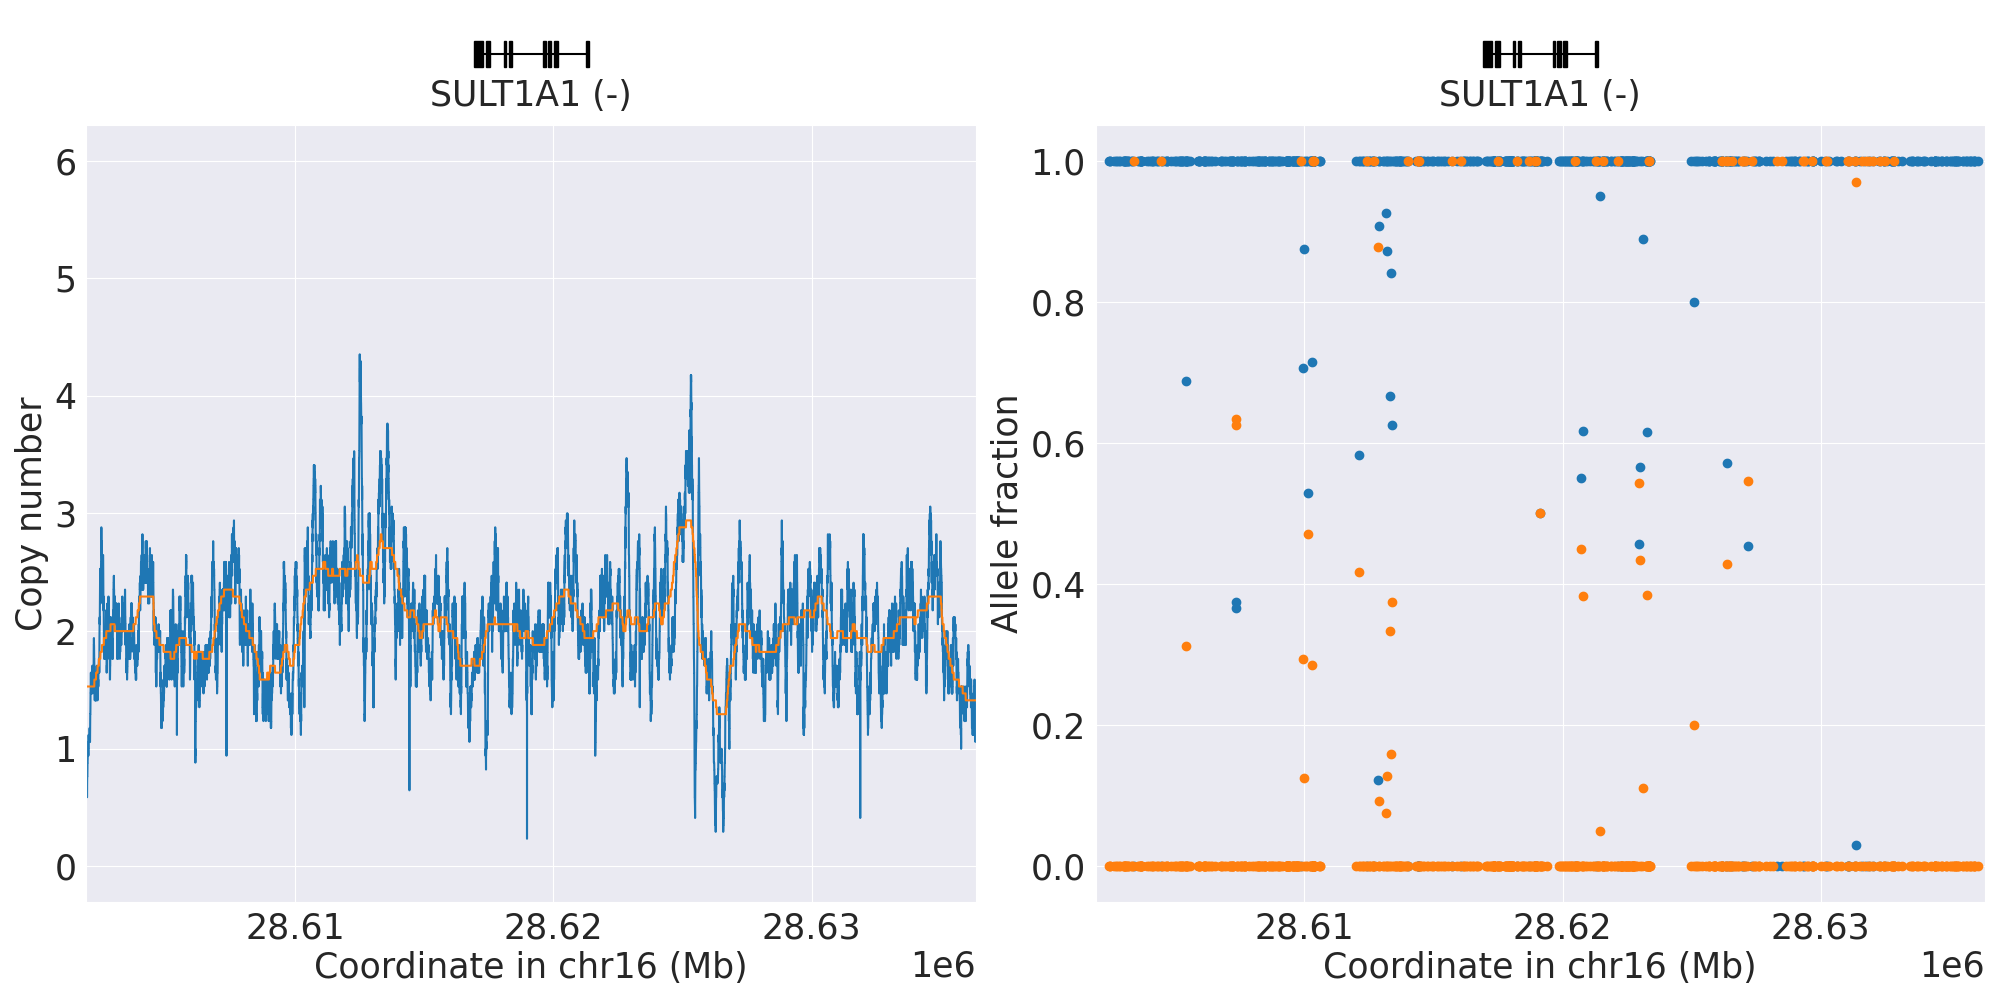 SULT1A1 (-)
6
5
4
3
2
1
0
Copy number
28.61
28.62
28.63
Coordinate in chr16 (Mb)
1e6
SULT1A1 (-)
1.0
0.8
0.6
0.4
0.2
0.0
Allele fraction
28.61
28.62
28.63
Coordinate in chr16 (Mb)
1e6